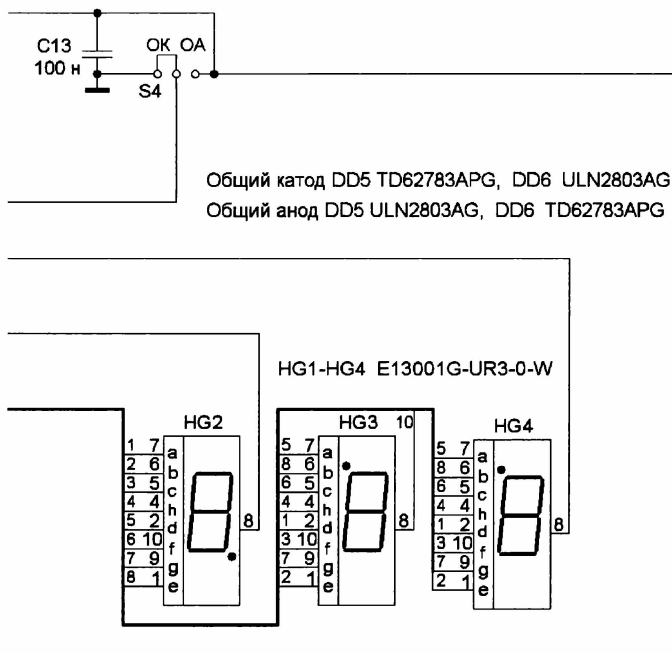 C13
100 н
ОК ОА
S4
Общий катод DD5 TD62783APG, DD6 ULN2803AG
Общий анод DD5 ULN2803AG, DD6 TD62783APG
HG1-HG4 E13001G-UR3-0-W
HG2
1 7 a
2 6 b
3 5 c
4 4 h
5 2 d
6 10 f
7 9 g
8 1 e
8
HG3
10
5 7 a
8 6 b
6 5 c
4 4 h
1 2 d
3 10 f
7 9 g
2 1 e
8
HG4
5 7 a
8 6 b
6 5 c
4 4 h
1 2 d
3 10 f
7 9 g
2 1 e
8